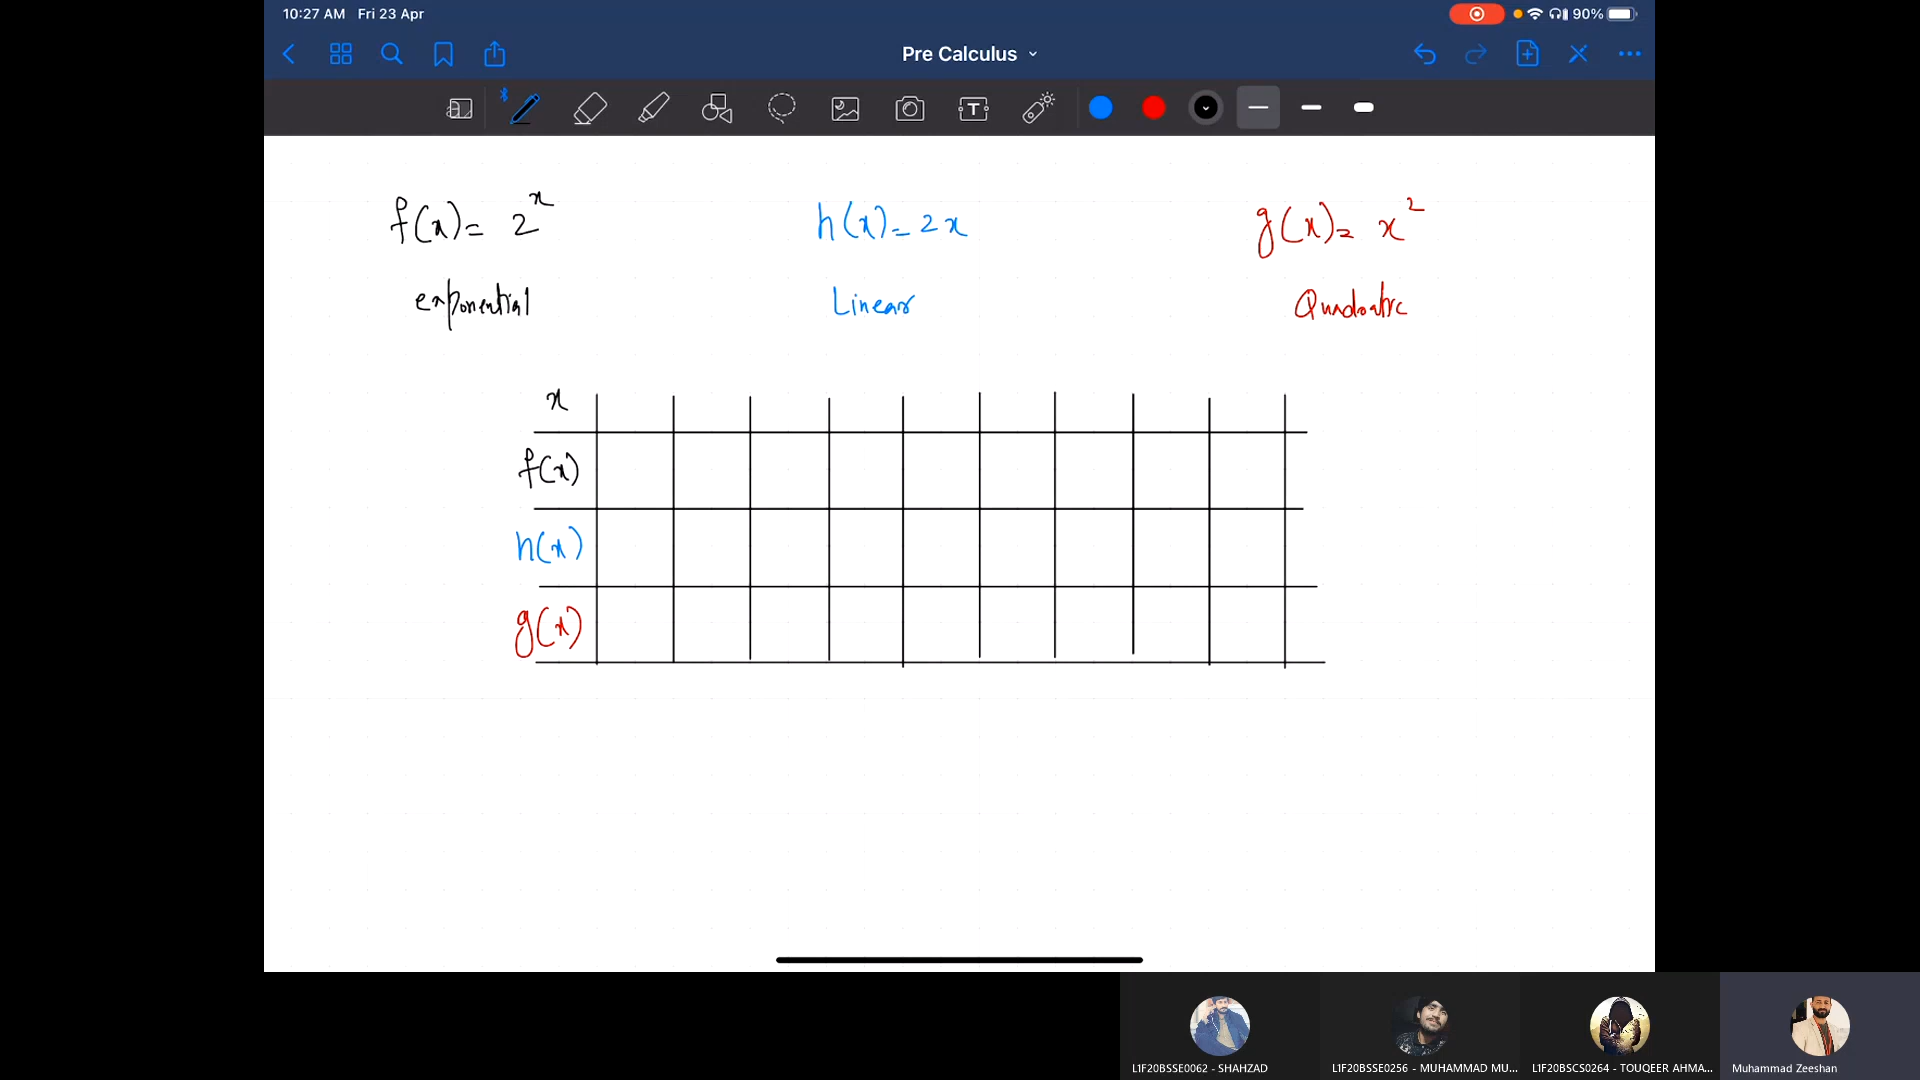 10:27 AM Fri 23 Apr
90%
Pre Calculus
T
f(x) = 2^x
h(x) = 2x
g(x) = x^2
exponential
Linear
Quadratic
x
f(x)
h(x)
g(x)
L1F20BSSE0062 - SHAHZAD
L1F20BSSE0256 - MUHAMMAD MU...
L1F20BSCS0264 - TOUQEER AHMA...
Muhammad Zeeshan